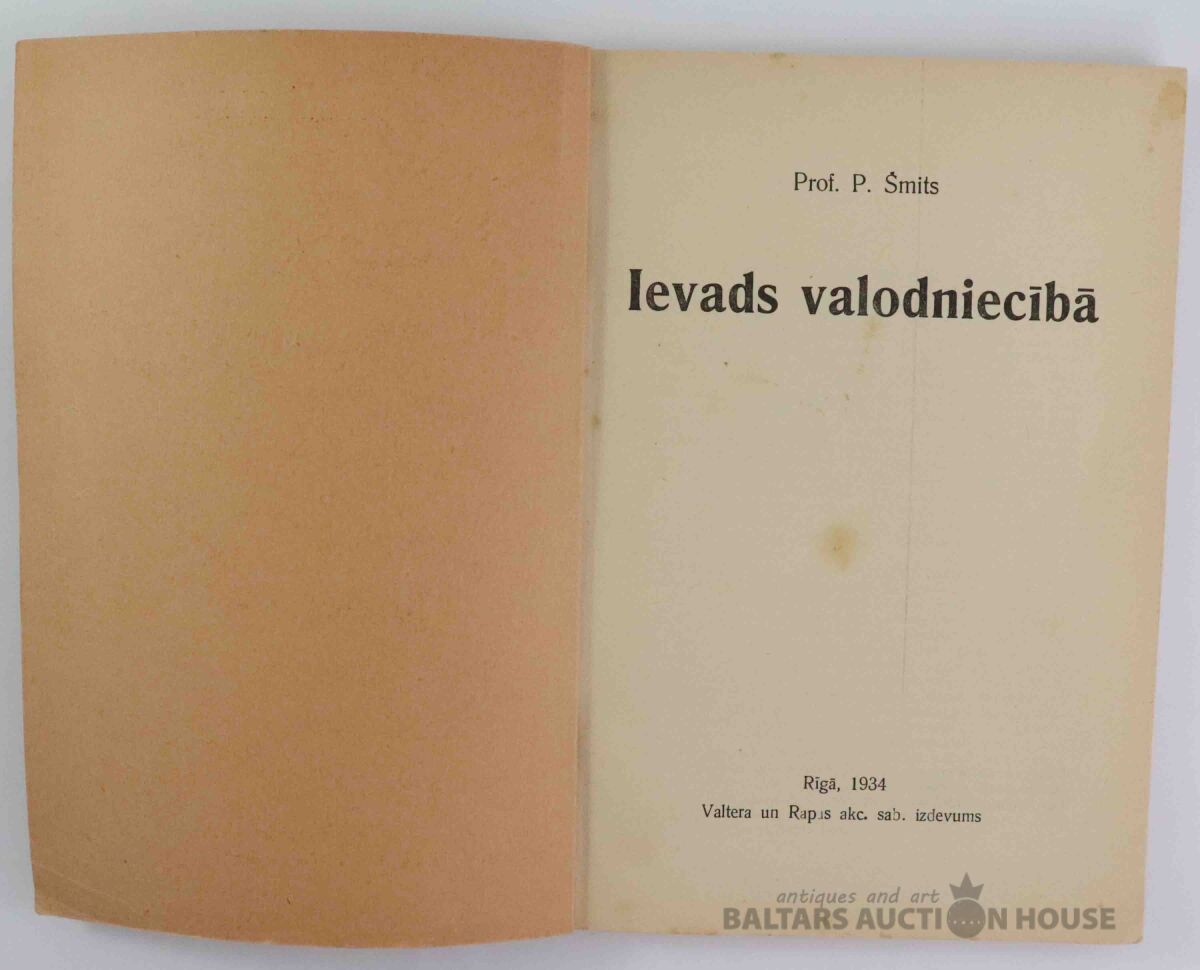 Prof. P. Šmits
Ievads valodniecībā
Rīgā, 1934
Valtera un Rapas akc. sab. izdevums
antiques and art
BALTARS AUCTION HOUSE